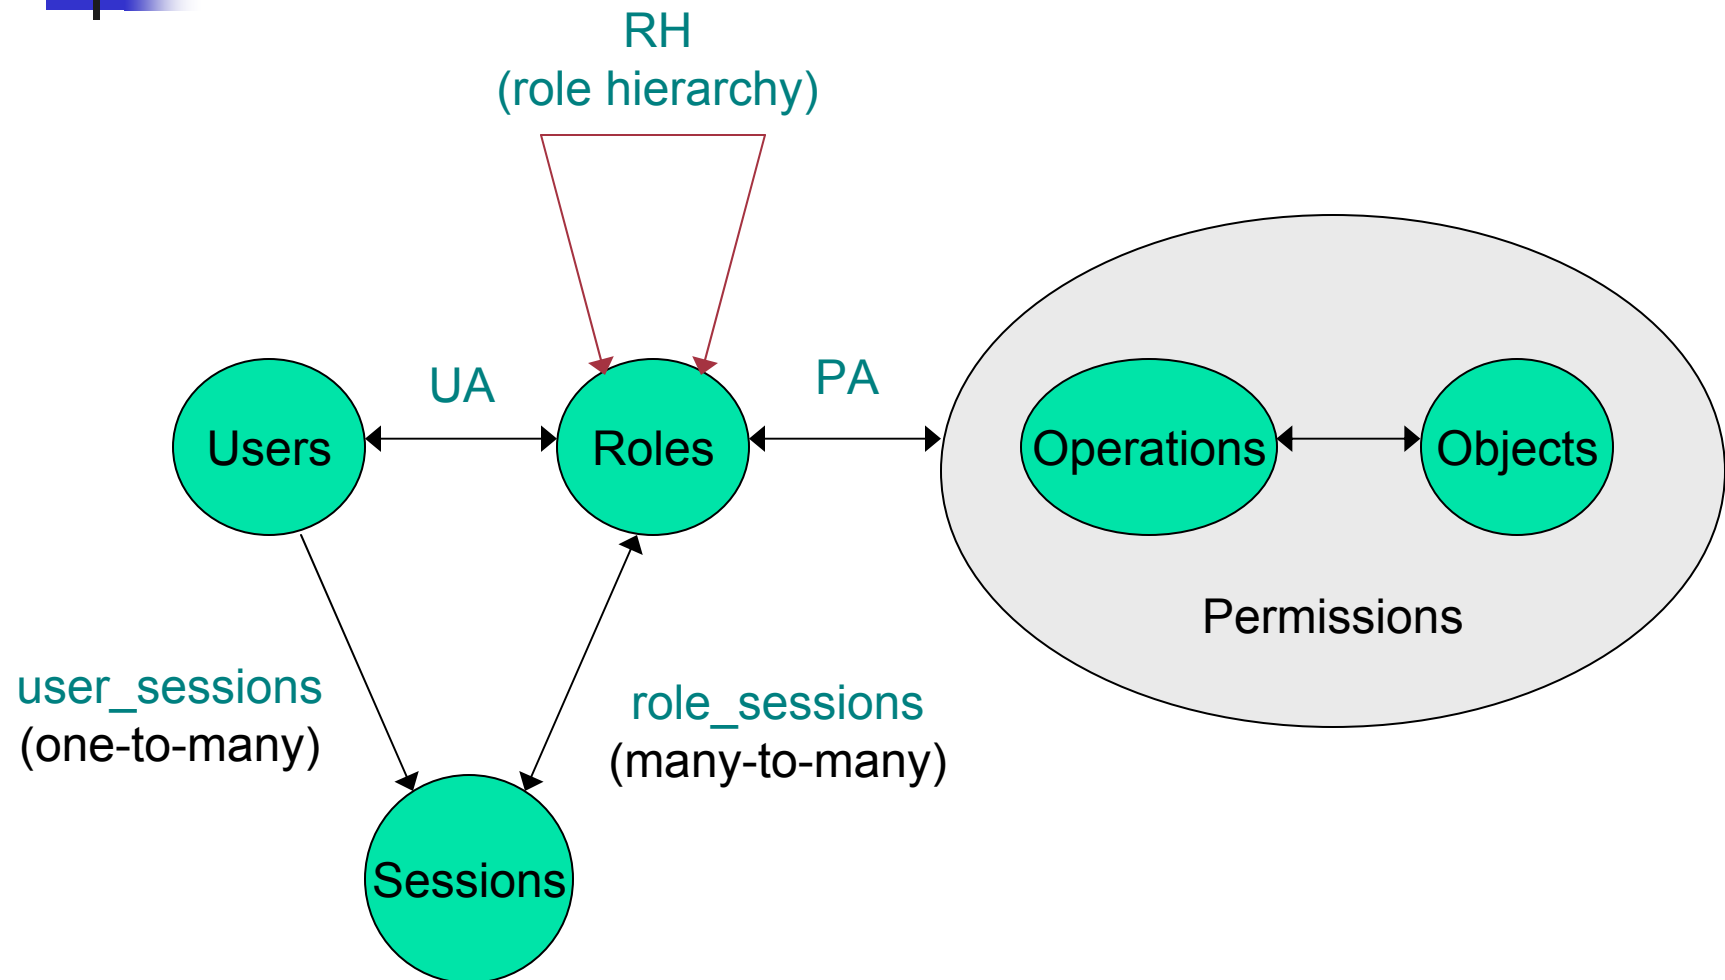 RH
(role hierarchy)
UA
PA
Users
Roles
Operations
Objects
Permissions
user_sessions
(one-to-many)
role_sessions
(many-to-many)
Sessions